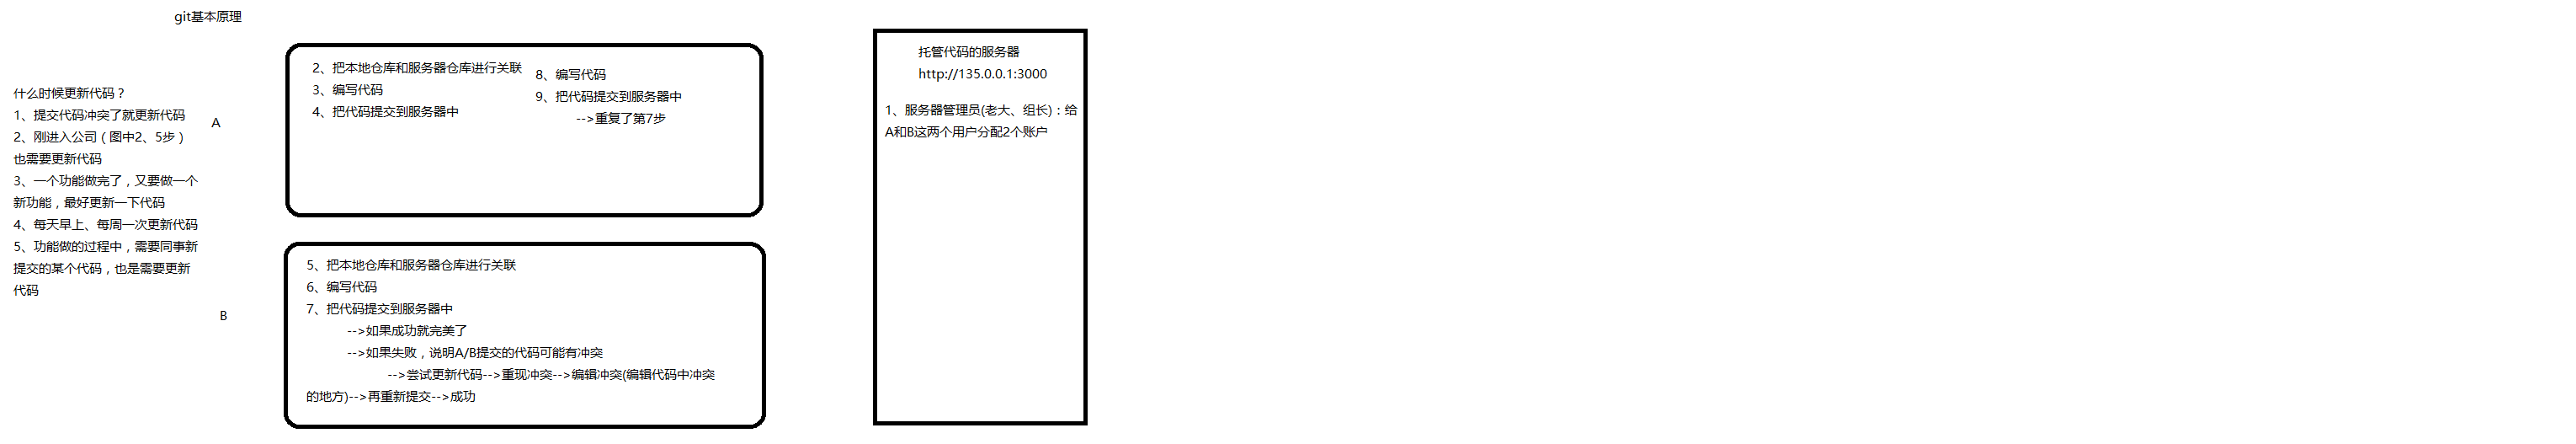 git基本原理
什么时候更新代码？
1、提交代码冲突了就更新代码
2、刚进入公司（图中2、5步）
也需要更新代码
3、一个功能做完了，又要做一个
新功能，最好更新一下代码
4、每天早上、每周一次更新代码
5、功能做的过程中，需要同事新
提交的某个代码，也是需要更新
代码
A
2、把本地仓库和服务器仓库进行关联
3、编写代码
4、把代码提交到服务器中
8、编写代码
9、把代码提交到服务器中
-->重复了第7步
B
5、把本地仓库和服务器仓库进行关联
6、编写代码
7、把代码提交到服务器中
-->如果成功就完美了
-->如果失败，说明A/B提交的代码可能有冲突
-->尝试更新代码-->重现冲突-->编辑冲突(编辑代码中冲突
的地方)-->再重新提交-->成功
托管代码的服务器
http://135.0.0.1:3000
1、服务器管理员(老大、组长)：给
A和B这两个用户分配2个账户